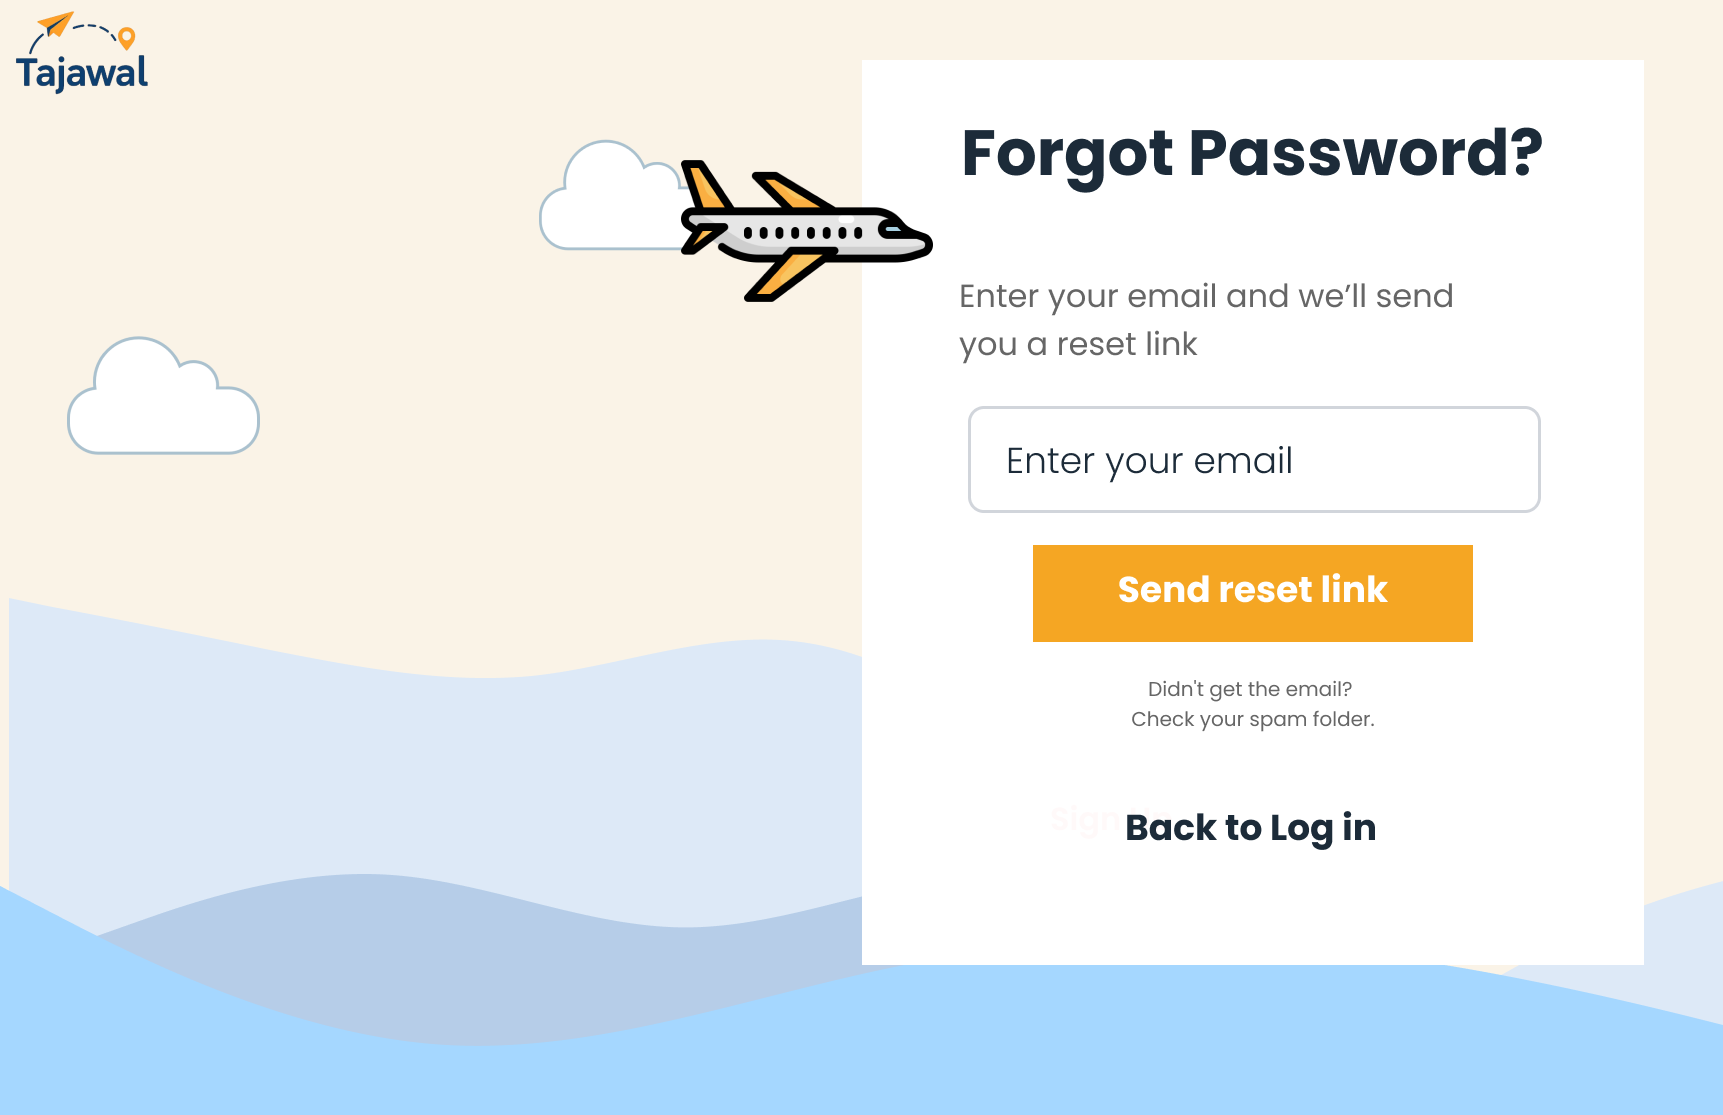 Tajawal
Forgot Password?
Enter your email and we’ll send
you a reset link
Enter your email
Send reset link
Didn't get the email?
Check your spam folder.
Sign
Back to Log in